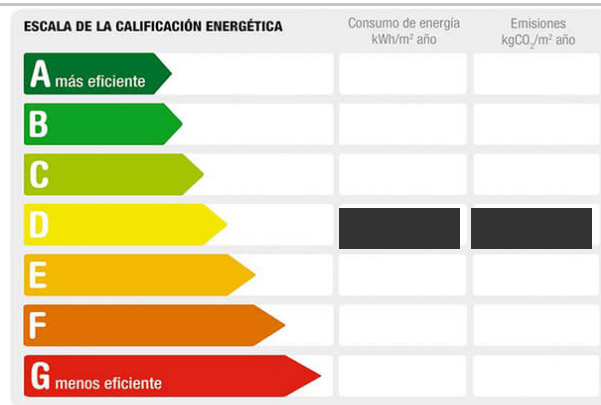 ESCALA DE LA CALIFICACIÓN ENERGÉTICA
Consumo de energía
kWh/m² año
Emisiones
kgCO₂/m² año
A más eficiente
B
C
D
E
F
G menos eficiente